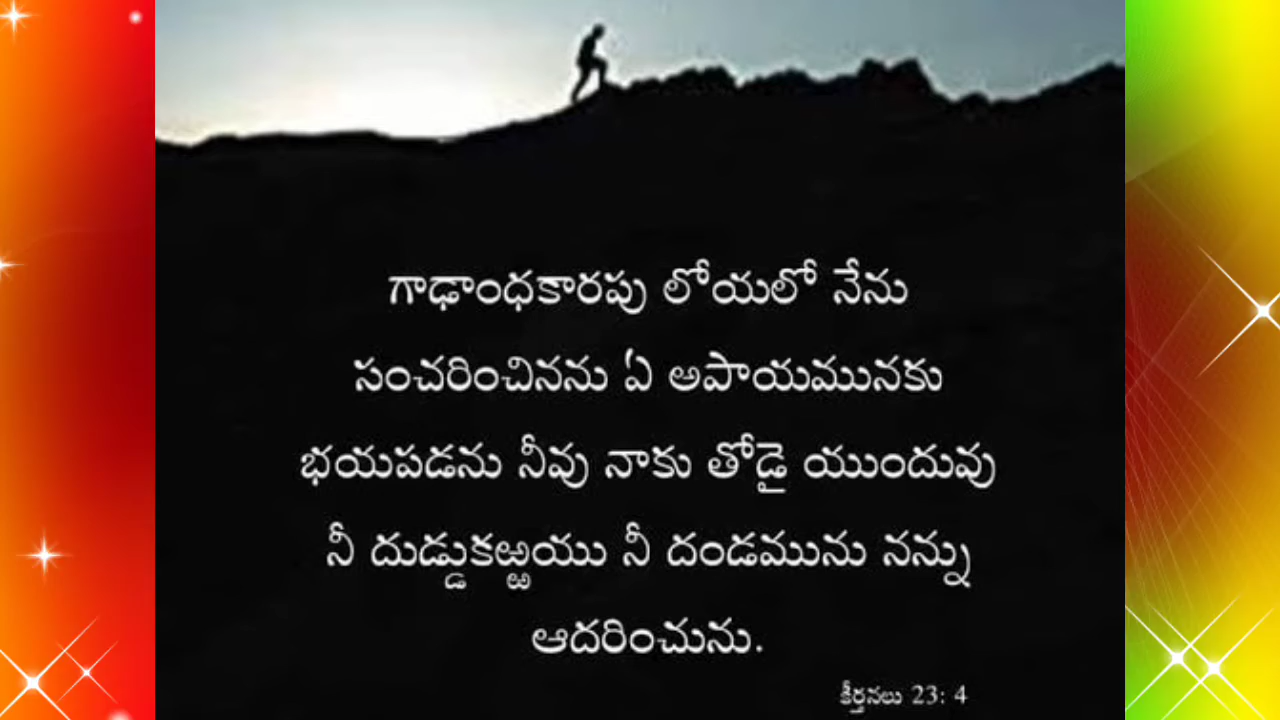 గాఢాంధకారపు లోయలో నేను
సంచరించినను ఏ అపాయమునకు
భయపడను నీవు నాకు తోడై యుందువు
నీ దుడ్డుకఱ్ఱయు నీ దండమును నన్ను
ఆదరించును.
కీర్తనలు 23: 4